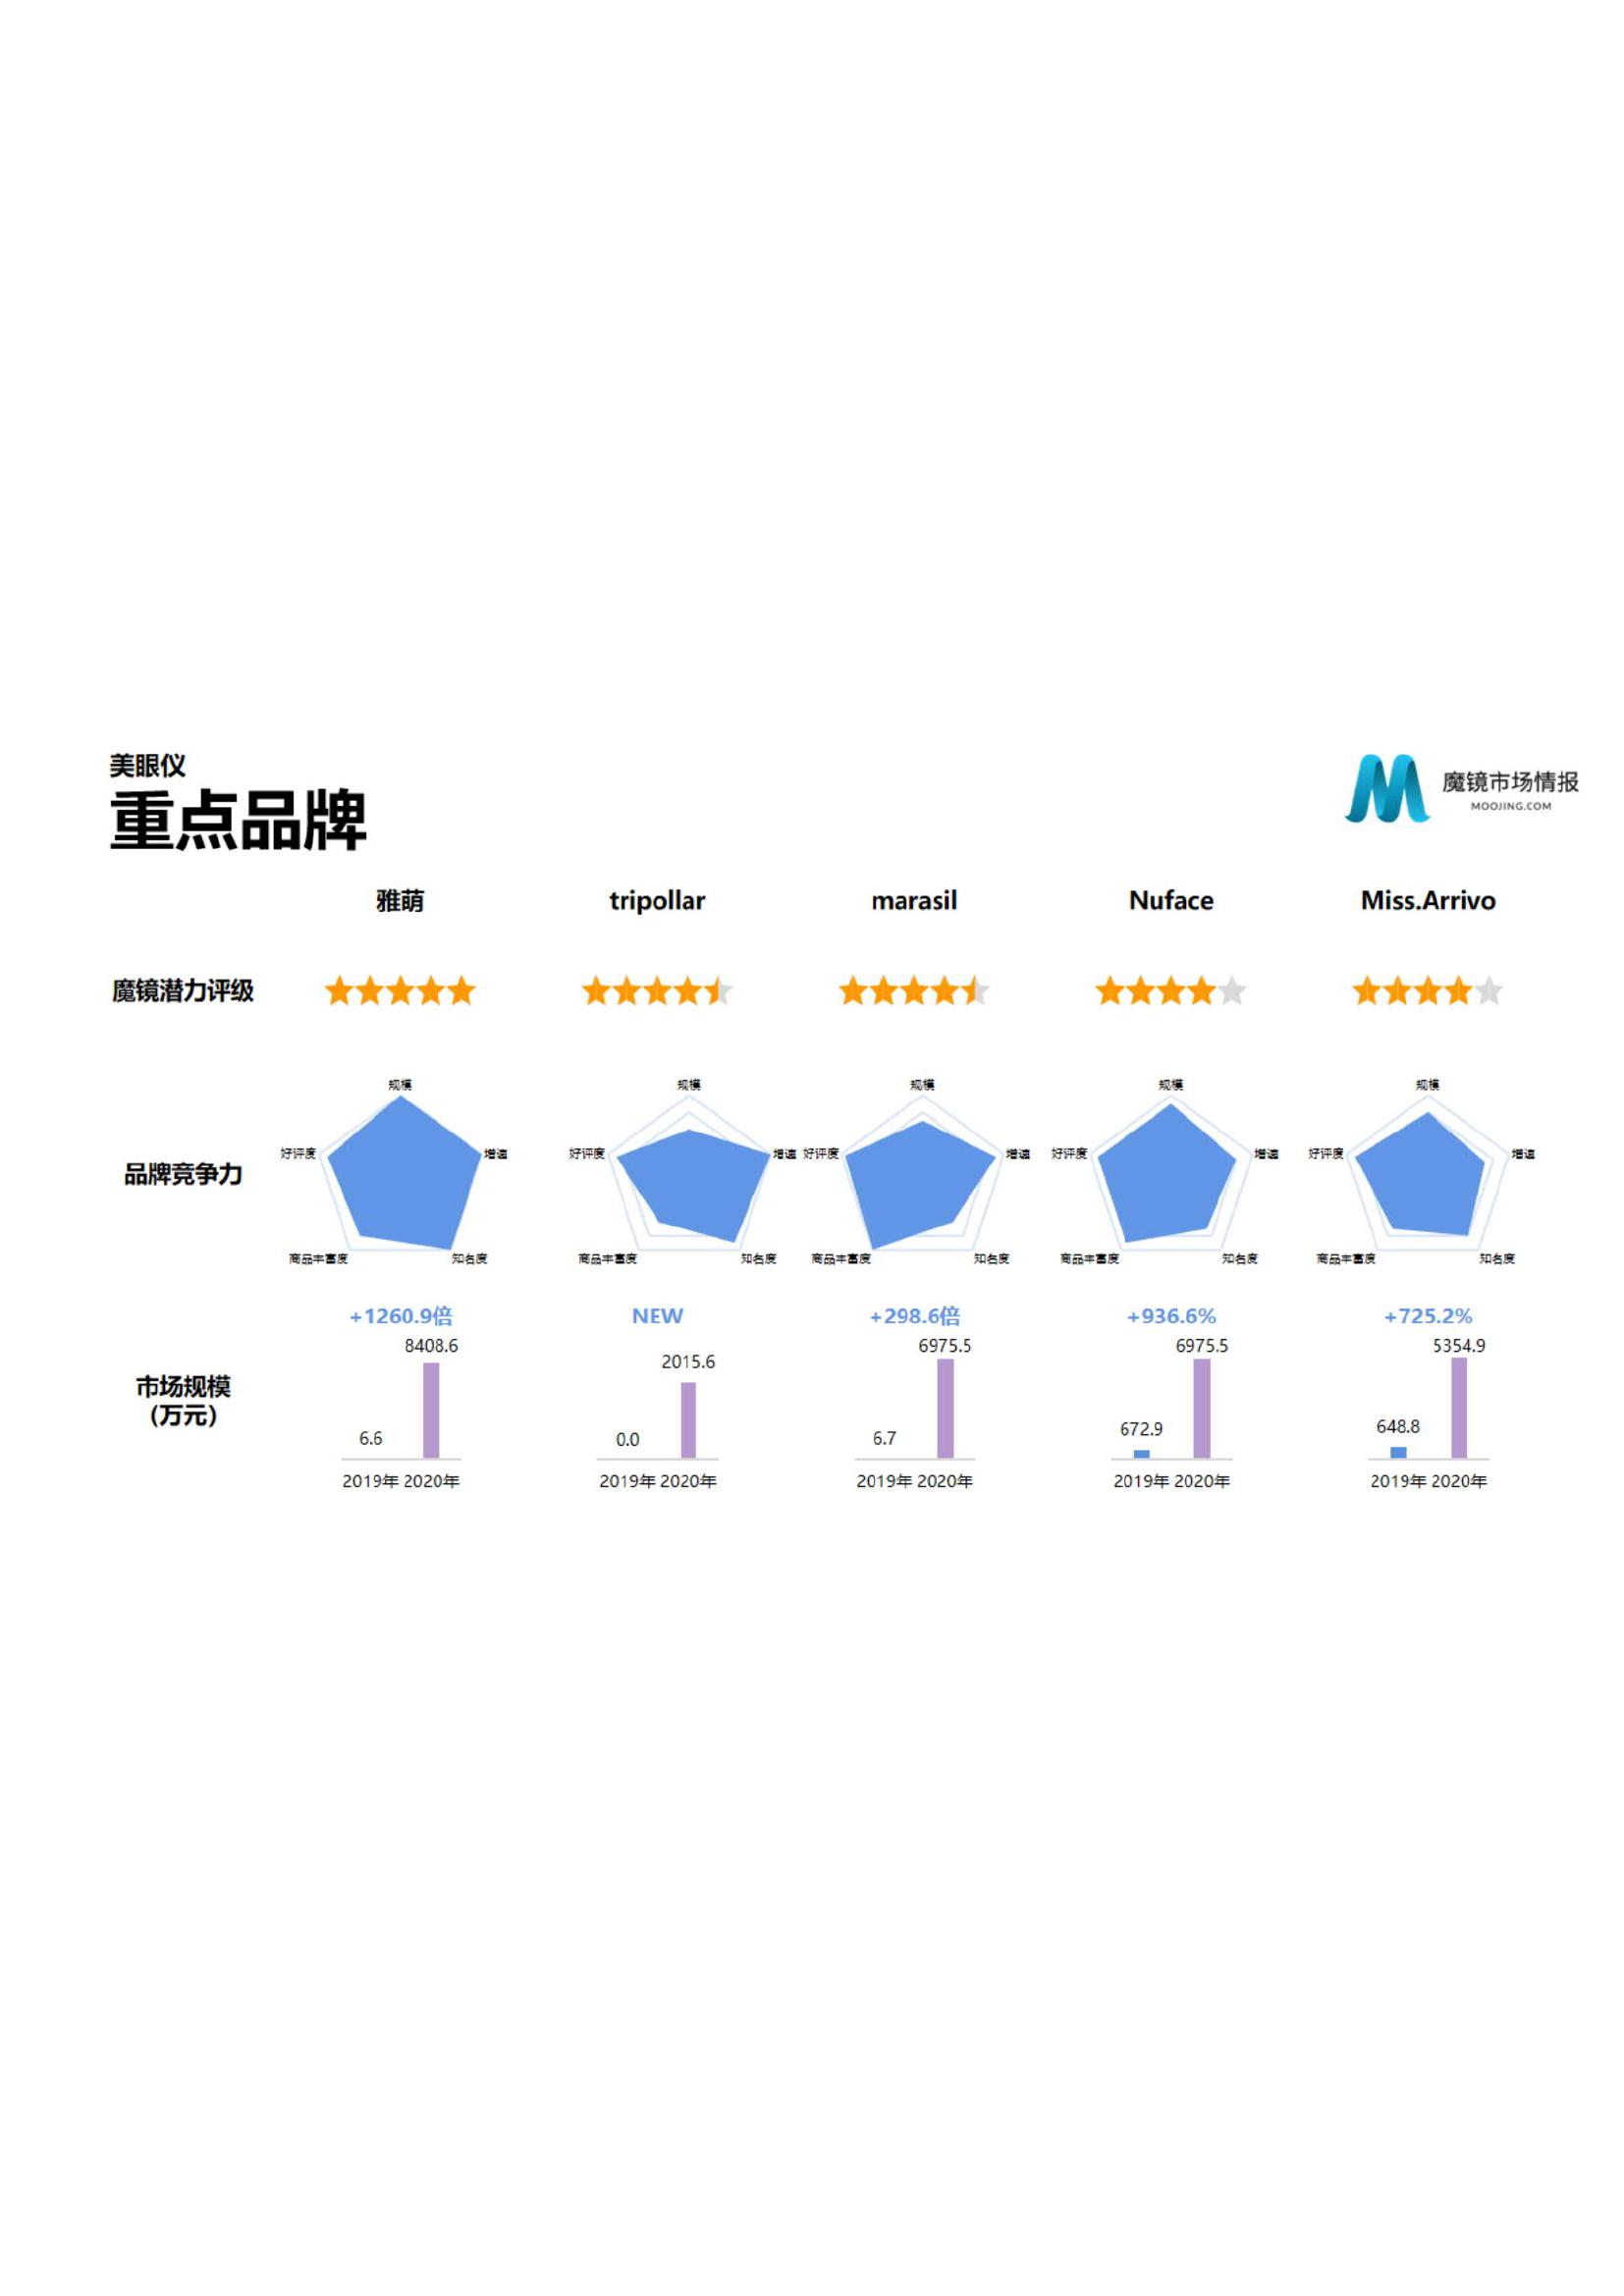 美眼仪
重点品牌
魔镜市场情报
MOOJING.COM
雅萌 tripollar marasil Nuface Miss.Arrivo
魔镜潜力评级
品牌竞争力
规模 增速 知名度 商品丰富度 好评度
规模 增速 知名度 商品丰富度 好评度
规模 增速 知名度 商品丰富度 好评度
规模 增速 知名度 商品丰富度 好评度
规模 增速 知名度 商品丰富度 好评度
市场规模
(万元)
+1260.9倍 NEW +298.6倍 +936.6% +725.2%
8408.6 2015.6 6975.5 6975.5 5354.9
6.6 0.0 6.7 672.9 648.8
2019年 2020年 2019年 2020年 2019年 2020年 2019年 2020年 2019年 2020年